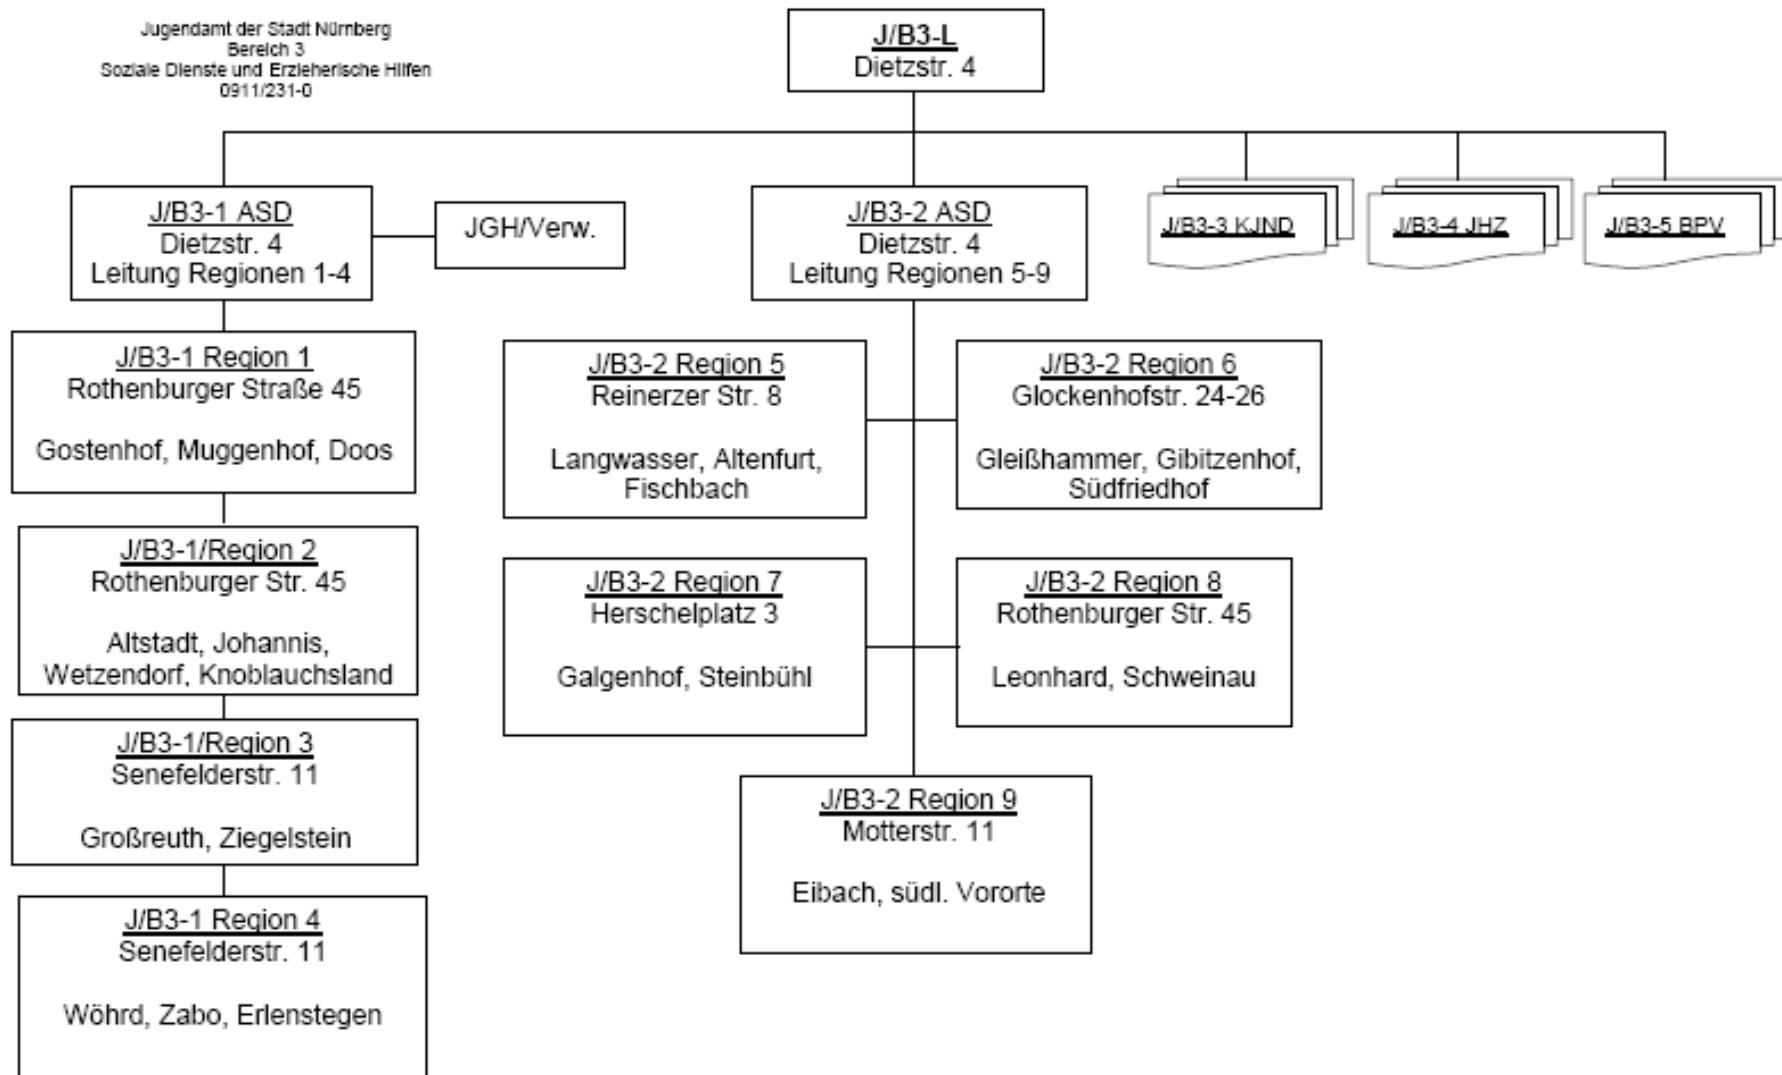 Jugendamt der Stadt Nürnberg
Bereich 3
Soziale Dienste und Erzieherische Hilfen
0911/231-0
J/B3-L
Dietzstr. 4
J/B3-1 ASD
Dietzstr. 4
Leitung Regionen 1-4
JGH/Verw.
J/B3-2 ASD
Dietzstr. 4
Leitung Regionen 5-9
J/B3-3 KJND
J/B3-4 JHZ
J/B3-5 BPV
J/B3-1 Region 1
Rothenburger Straße 45
Gostenhof, Muggenhof, Doos
J/B3-1/Region 2
Rothenburger Str. 45
Altstadt, Johannis,
Wetzendorf, Knoblauchsland
J/B3-1/Region 3
Senefelderstr. 11
Großreuth, Ziegelstein
J/B3-1 Region 4
Senefelderstr. 11
Wöhrd, Zabo, Erlenstegen
J/B3-2 Region 5
Reinerzer Str. 8
Langwasser, Altenfurt,
Fischbach
J/B3-2 Region 6
Glockenhofstr. 24-26
Gleißhammer, Gibitzenhof,
Südfriedhof
J/B3-2 Region 7
Herschelplatz 3
Galgenhof, Steinbühl
J/B3-2 Region 8
Rothenburger Str. 45
Leonhard, Schweinau
J/B3-2 Region 9
Motterstr. 11
Eibach, südl. Vororte